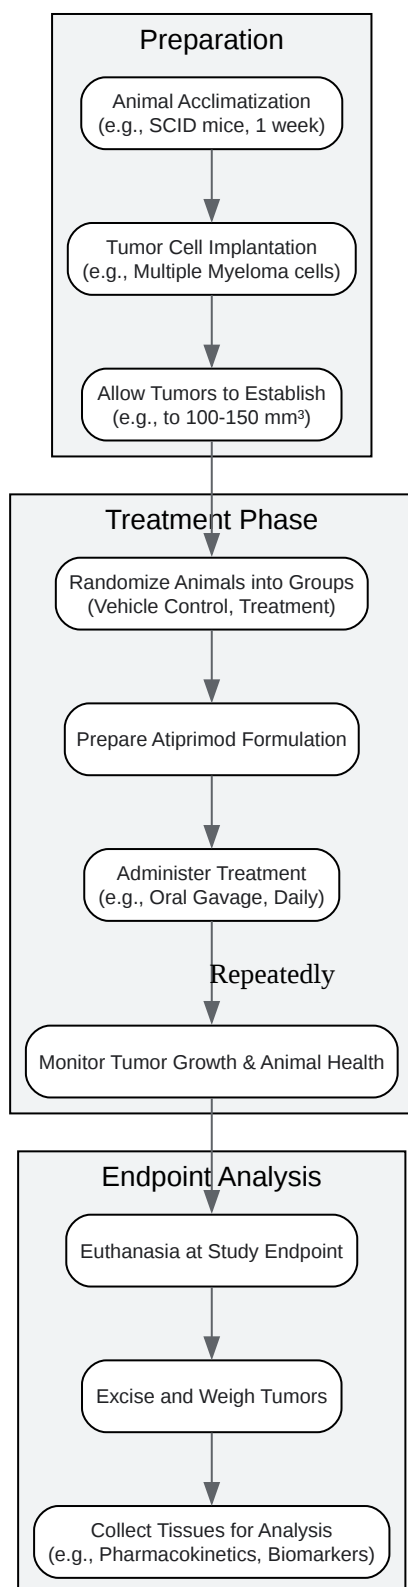 Preparation
Animal Acclimatization
(e.g., SCID mice, 1 week)
Tumor Cell Implantation
(e.g., Multiple Myeloma cells)
Allow Tumors to Establish
(e.g., to 100-150 mm³)
Treatment Phase
Randomize Animals into Groups
(Vehicle Control, Treatment)
Prepare Atiprimod Formulation
Administer Treatment
(e.g., Oral Gavage, Daily)
Repeatedly
Monitor Tumor Growth & Animal Health
Endpoint Analysis
Euthanasia at Study Endpoint
Excise and Weigh Tumors
Collect Tissues for Analysis
(e.g., Pharmacokinetics, Biomarkers)